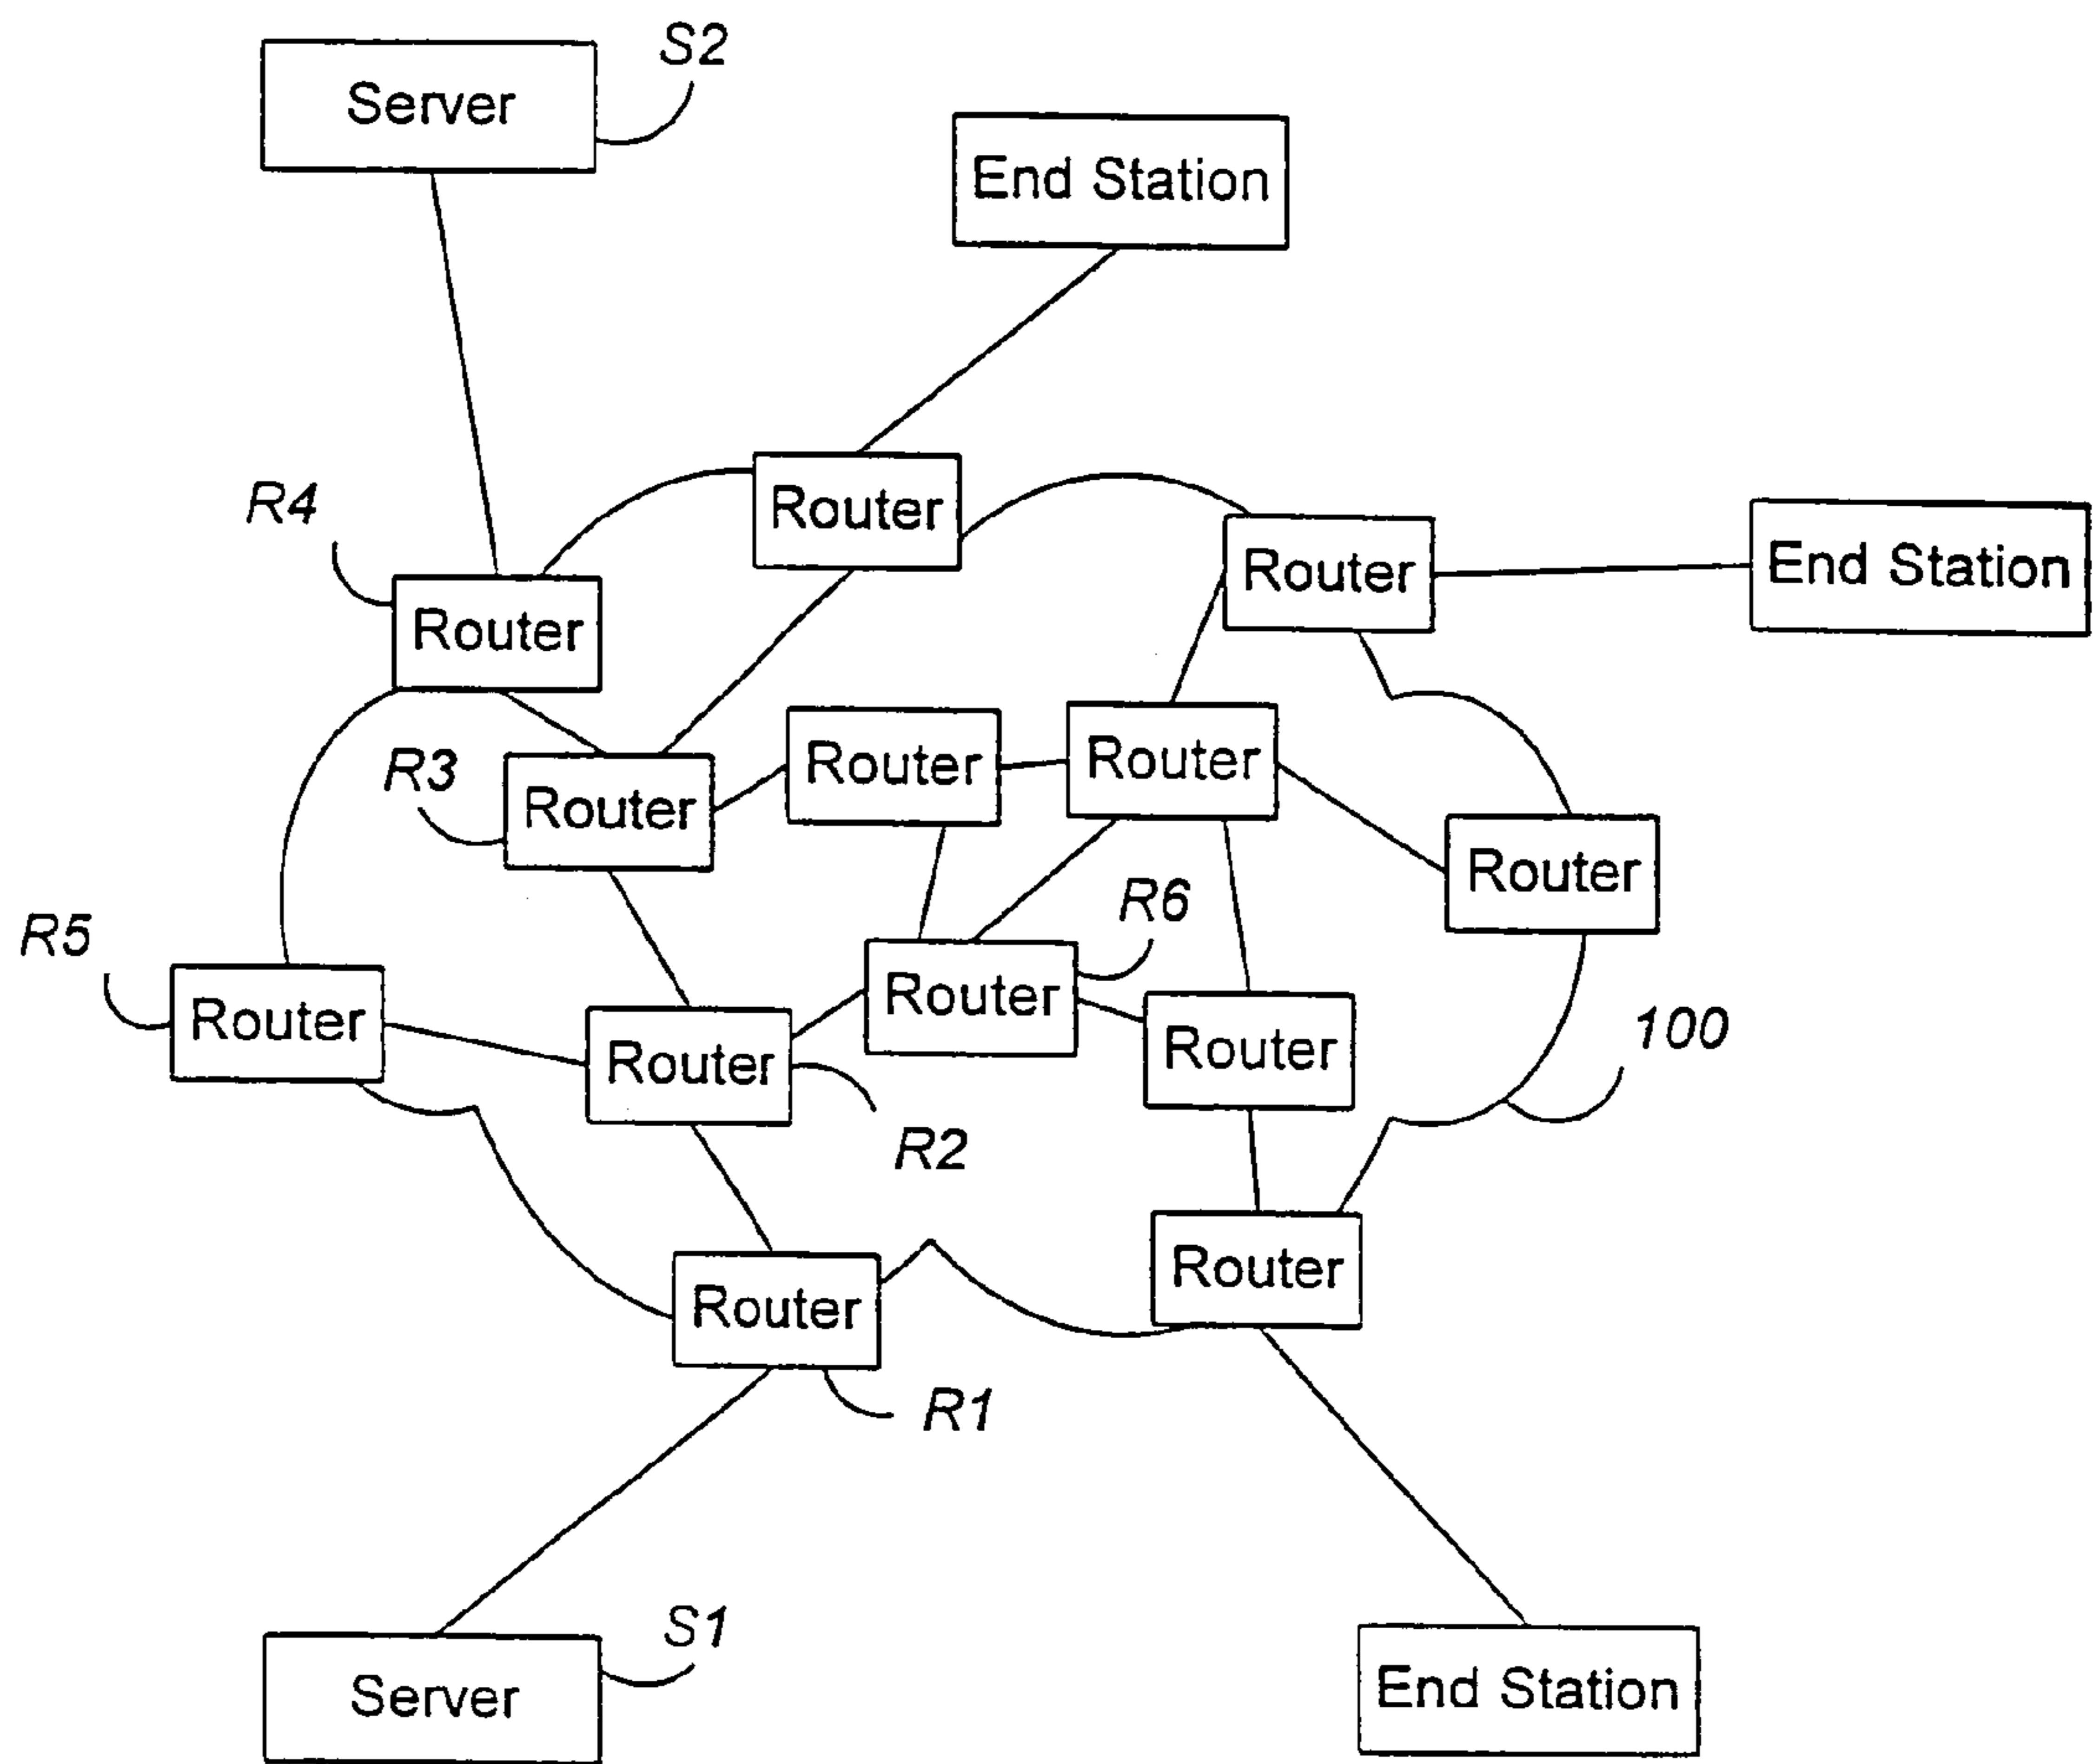 S2
Server
End Station
R4
Router
Router
End Station
Router
R3
Router
Router
Router
Router
R6
R5
Router
Router
100
Router
Router
R2
Router
Router
R1
S1
Server
End Station